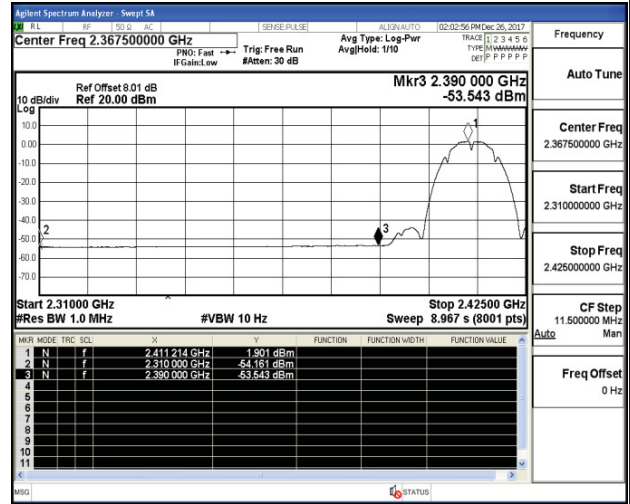 Agilent Spectrum Analyzer - Swept SA
RL RF 50 Ω AC SENSE:PULSE ALIGN AUTO 02:02:56 PM Dec 26, 2017
Center Freq 2.367500000 GHz
PNO: Fast
IFGain:Low
Trig: Free Run
#Atten: 30 dB
Avg Type: Log-Pwr
Avg|Hold: 1/10
TRACE 1 2 3 4 5 6
TYPE M W W W W W
DET P P P P P P
Frequency
Ref Offset 8.01 dB
10 dB/div Ref 20.00 dBm
Log
Mkr3 2.390 000 GHz
-53.543 dBm
Auto Tune
10.0
0.00
-10.0
-20.0
-30.0
-40.0
-50.0
-60.0
-70.0
1
2
3
Center Freq
2.367500000 GHz
Start Freq
2.310000000 GHz
Stop Freq
2.425000000 GHz
Start 2.31000 GHz Stop 2.42500 GHz
#Res BW 1.0 MHz #VBW 10 Hz Sweep 8.967 s (8001 pts)
CF Step
11.500000 MHz
Auto Man
MKR MODE TRC SCL X Y FUNCTION FUNCTION WIDTH FUNCTION VALUE
1 N f 2.411 214 GHz 1.901 dBm
2 N f 2.310 000 GHz -54.161 dBm
3 N f 2.390 000 GHz -53.543 dBm
4
5
6
7
8
9
10
11
Freq Offset
0 Hz
MSG STATUS